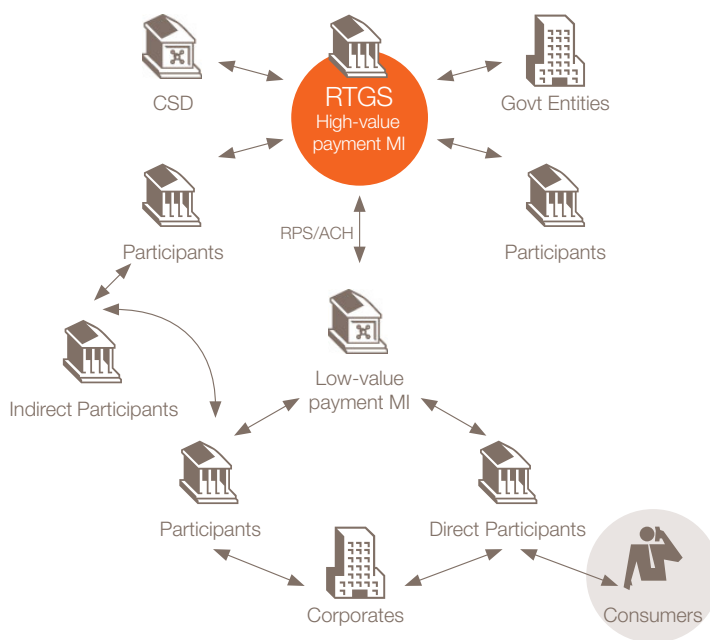 RTGS
High-value
payment MI
CSD
Govt Entities
Participants
Participants
RPS/ACH
Indirect Participants
Low-value
payment MI
Participants
Direct Participants
Corporates
Consumers